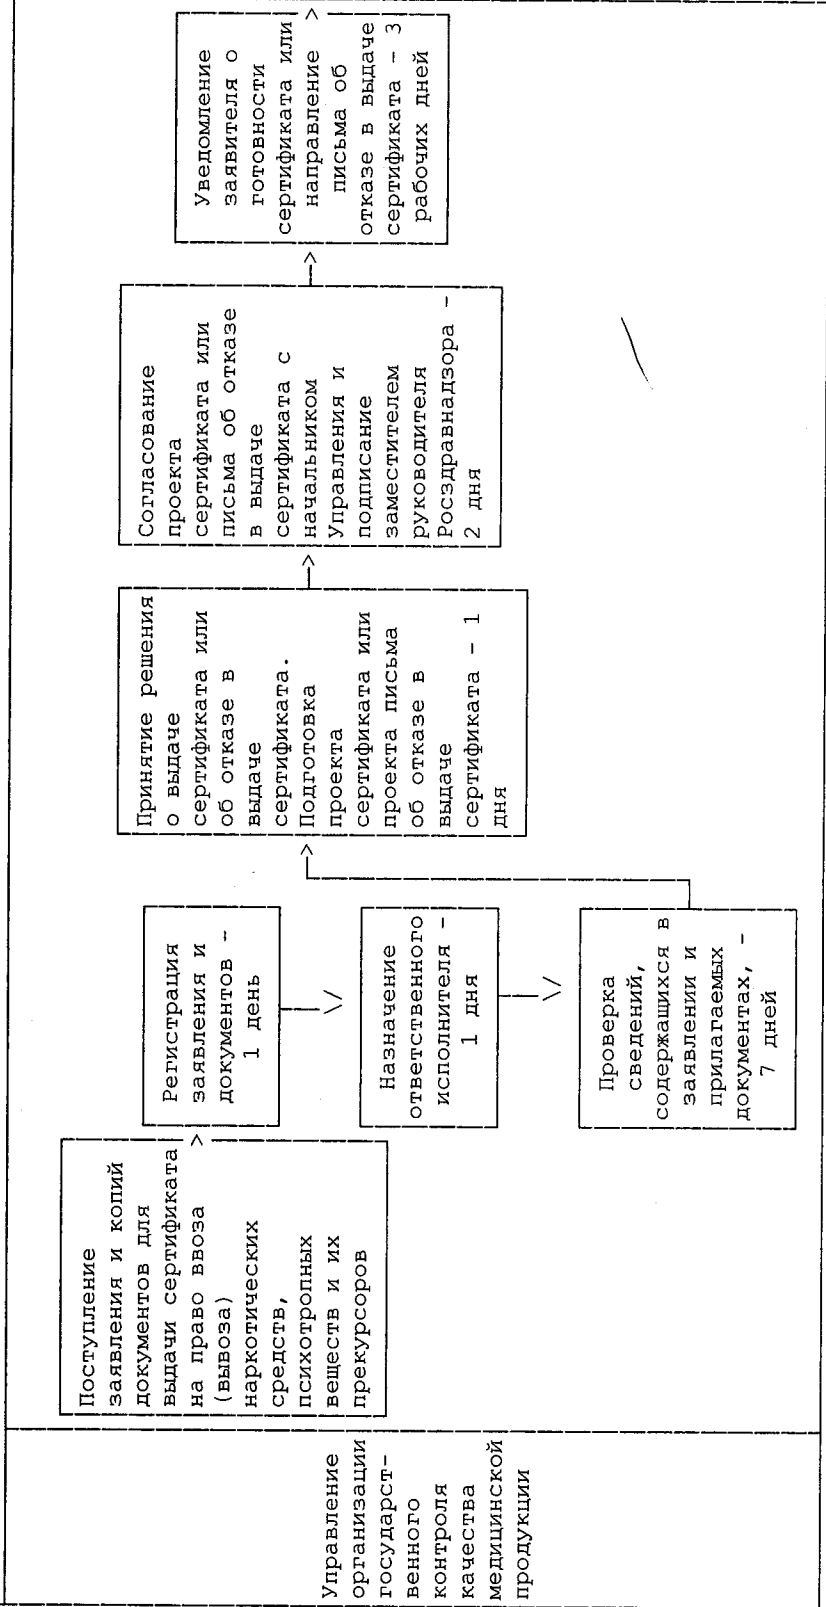 Управление
организации
государст-
венного
контроля
качества
медицинской
продукции
Поступление
заявления и копий
документов для
выдачи сертификата
на право ввоза >
(вывоза)
наркотических
средств,
психотропных
веществ и их
прекурсоров
Регистрация
заявления и
документов -
1 день
Назначение
ответственного
исполнителя -
1 дня
Проверка
сведений,
содержащихся в
заявлении и
прилагаемых
документах, -
7 дней
Принятие решения
о выдаче
сертификата или
об отказе в
выдаче
сертификата.
Подготовка
проекта
сертификата или
проекта письма
об отказе в
выдаче
сертификата - 1
дня
Согласование
проекта
сертификата или
письма об отказе
в выдаче
сертификата с
начальником
Управления и
подписание
заместителем
руководителя
Росздравнадзора -
2 дня
Уведомление
заявителя о
готовности
сертификата или
направление >
письма об
отказе в выдаче
сертификата - 3
рабочих дней